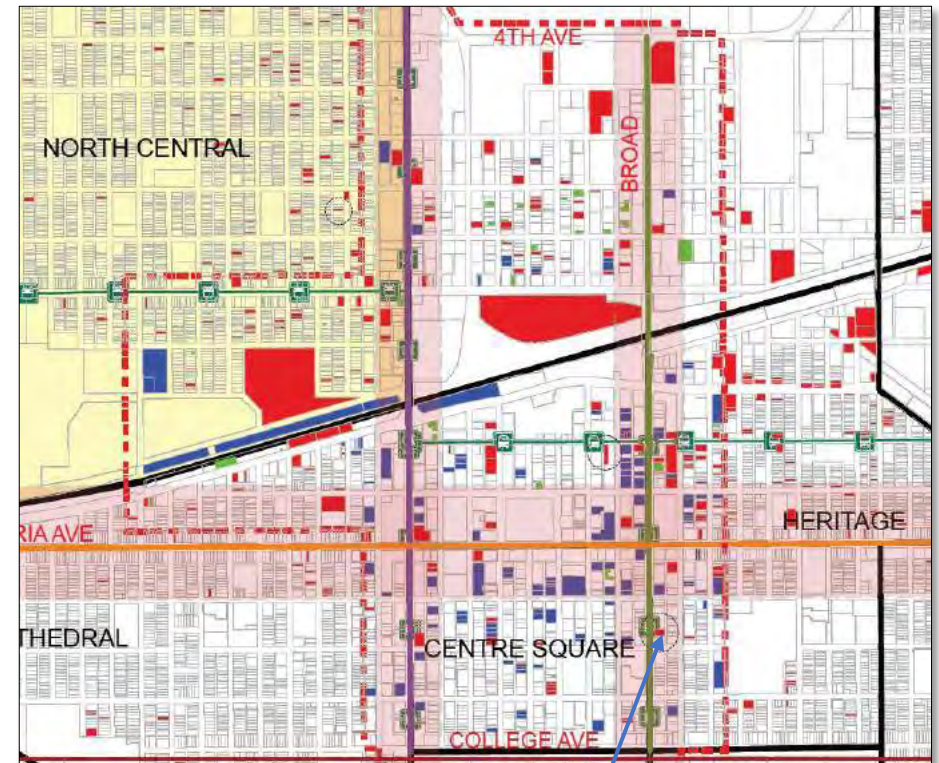 4TH AVE
NORTH CENTRAL
BROAD
RIA AVE
HERITAGE
THEDRAL
CENTRE SQUARE
COLLEGE AVE